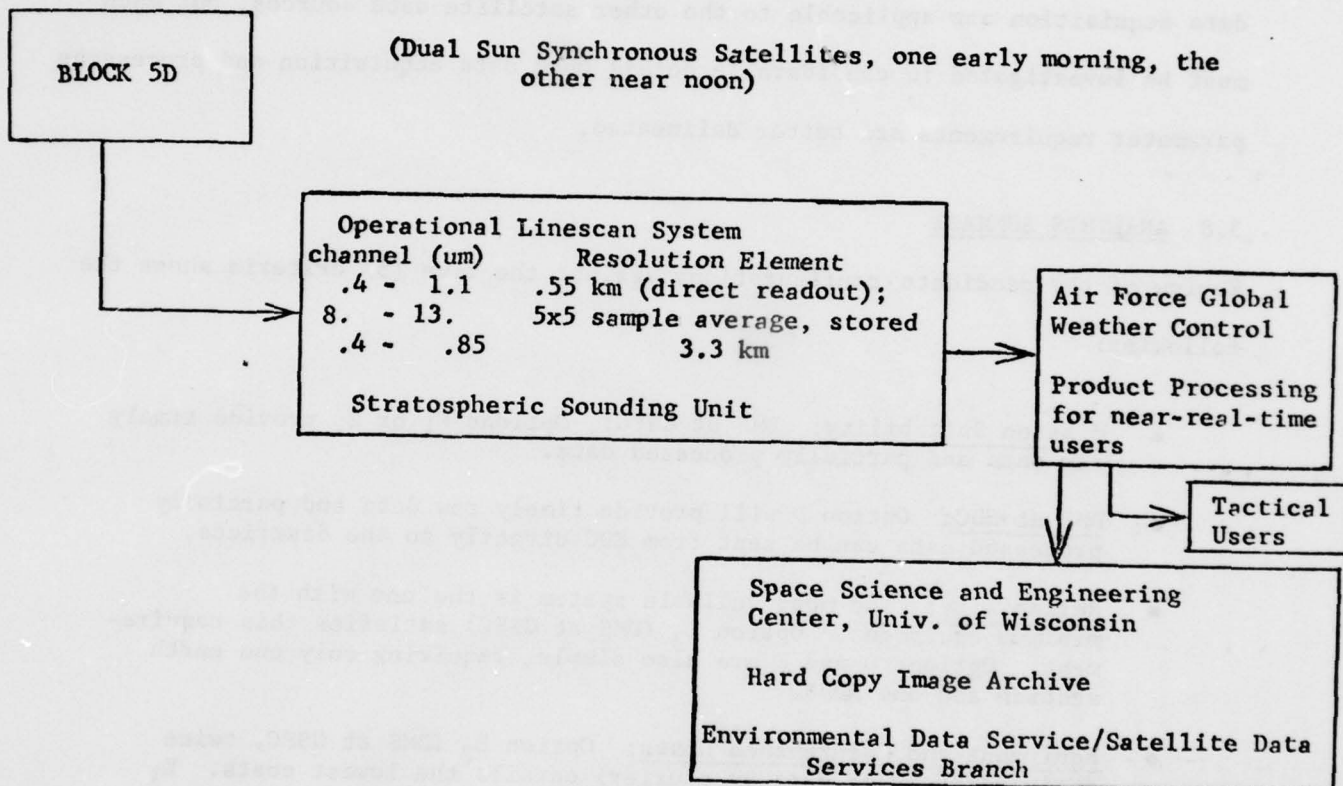 BLOCK 5D
(Dual Sun Synchronous Satellites, one early morning, the
other near noon)
Operational Linescan System
channel (um) Resolution Element
.4 - 1.1 .55 km (direct readout);
8. - 13. 5x5 sample average, stored
.4 - .85 3.3 km
Stratospheric Sounding Unit
Air Force Global
Weather Control
Product Processing
for near-real-time
users
Tactical
Users
Space Science and Engineering
Center, Univ. of Wisconsin
Hard Copy Image Archive
Environmental Data Service/Satellite Data
Services Branch